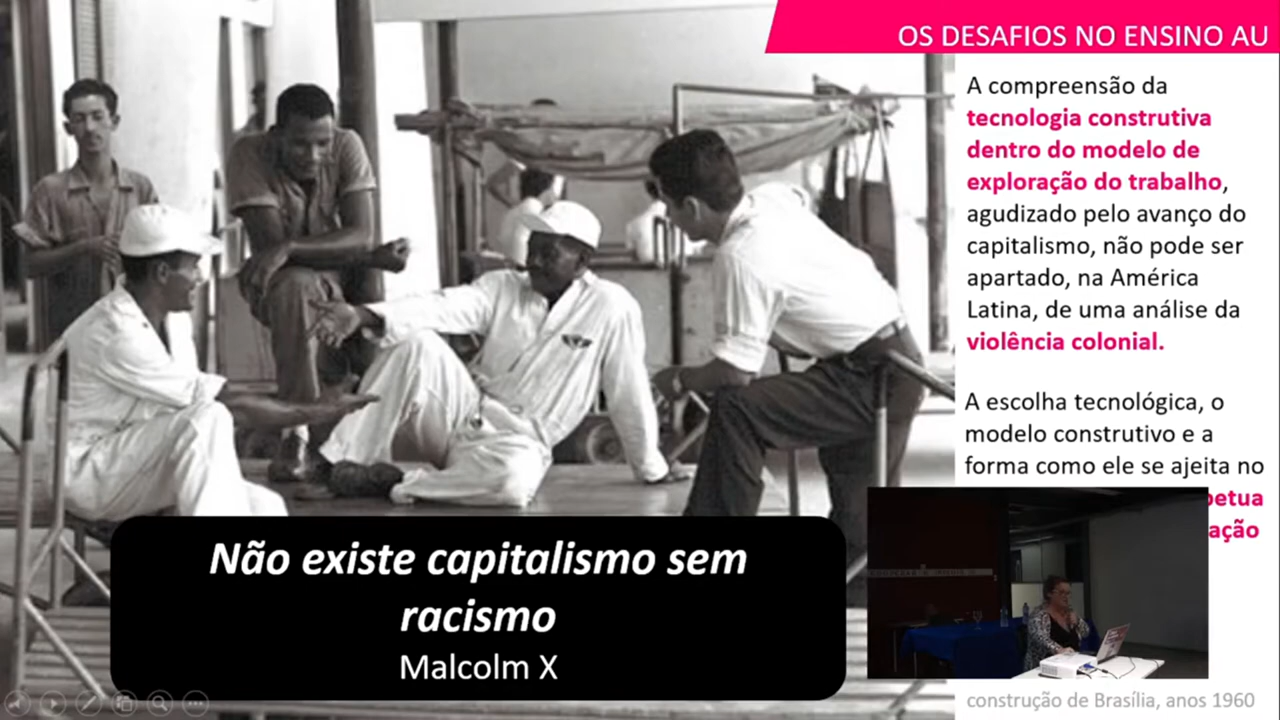 OS DESAFIOS NO ENSINO AU
A compreensão da
tecnologia construtiva
dentro do modelo de
exploração do trabalho,
agudizado pelo avanço do
capitalismo, não pode ser
apartado, na América
Latina, de uma análise da
violência colonial.
A escolha tecnológica, o
modelo construtivo e a
forma como ele se ajeita no
Não existe capitalismo sem
racismo
Malcolm X
construção de Brasília, anos 1960